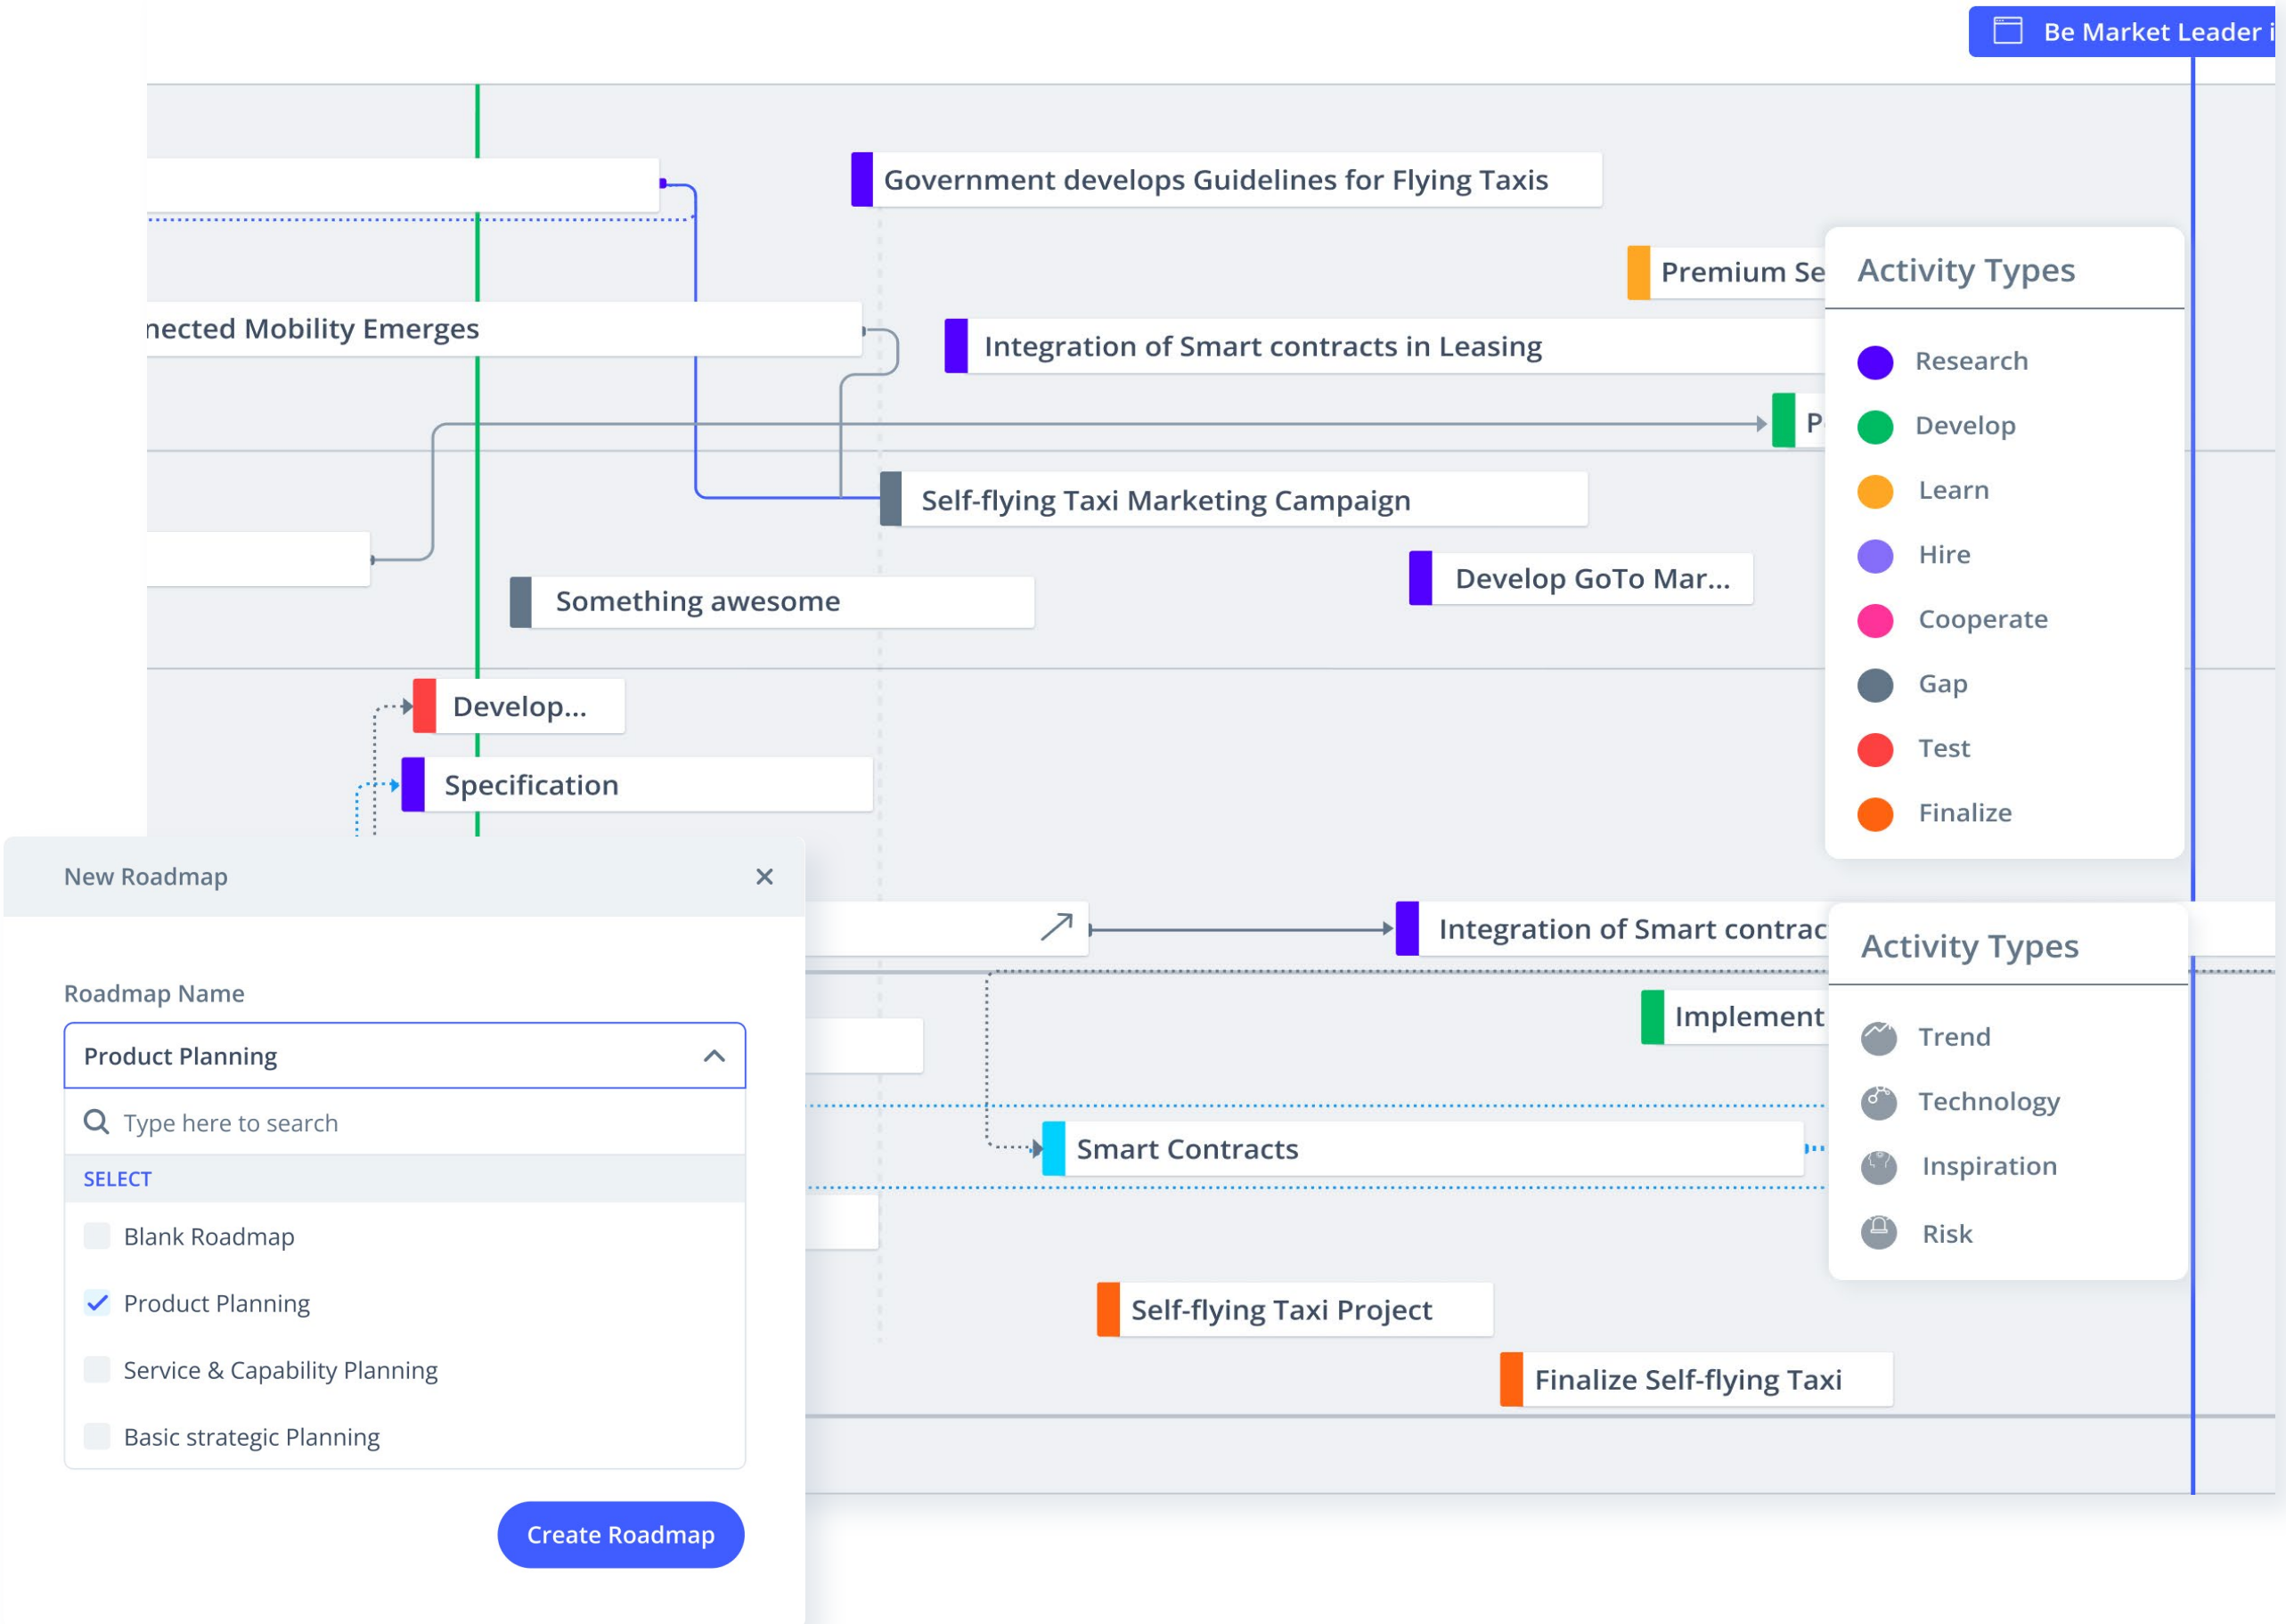 Be Market Leader
Government develops Guidelines for Flying Taxis
Premium
Mobility Emerges
Integration of Smart contracts in Leasing
Self-flying Taxi Marketing Campaign
Develop GoTo Mar...
Something awesome
Develop...
Specification
Integration of Smart
Implement
Smart Contracts
Self-flying Taxi Project
Finalize Self-flying Taxi
Activity Types
Research
Develop
Learn
Hire
Cooperate
Gap
Test
Finalize
Activity Types
Trend
Technology
Inspiration
Risk
New Roadmap
Roadmap Name
Product Planning
Type here to search
SELECT
Blank Roadmap
Product Planning
Service & Capability Planning
Basic strategic Planning
Create Roadmap